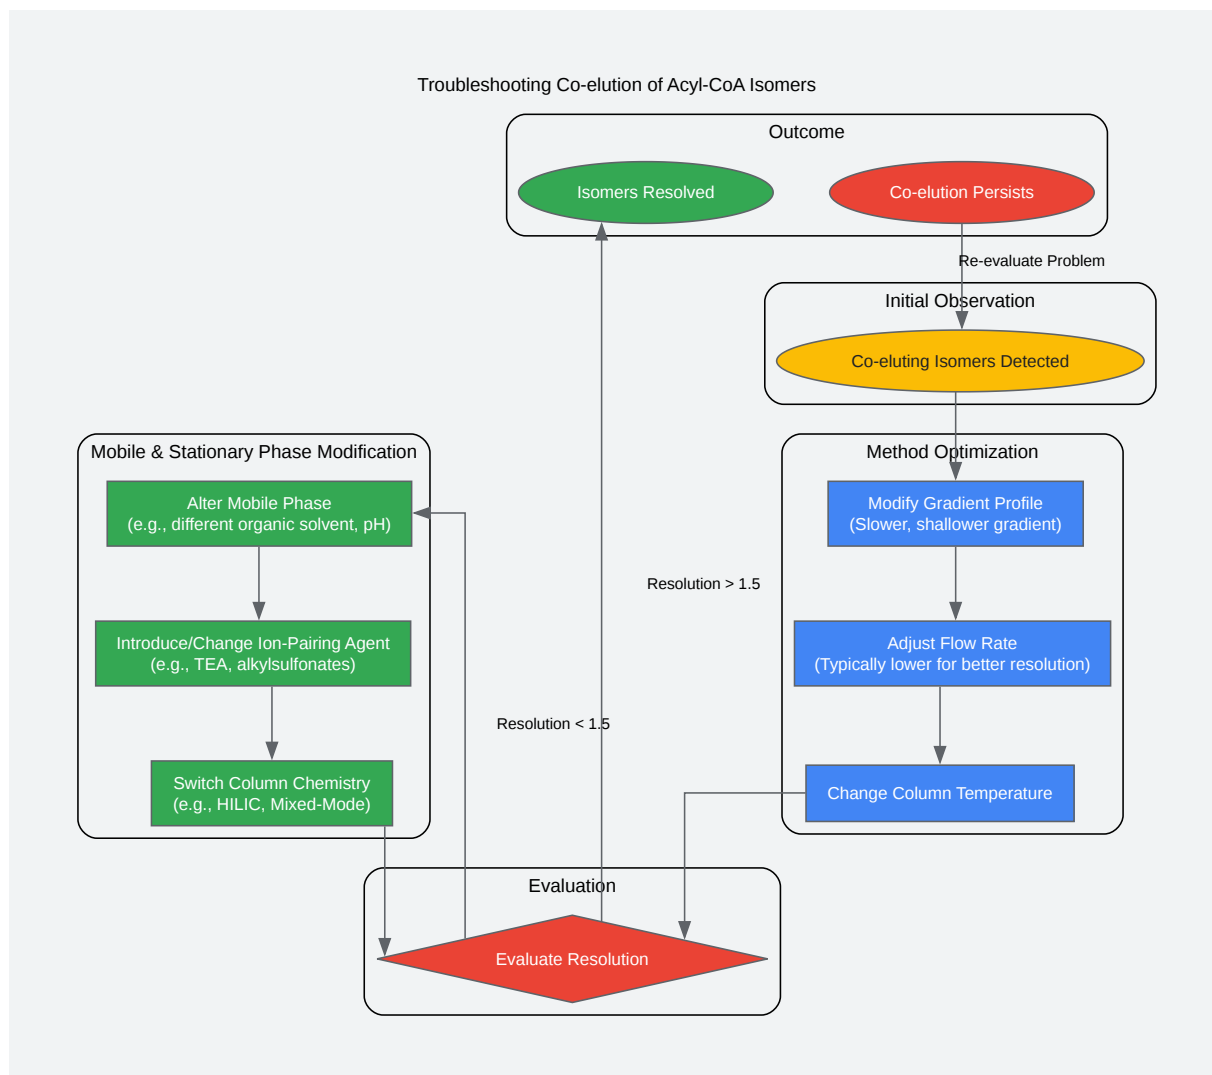 Troubleshooting Co-elution of Acyl-CoA Isomers
Outcome
Isomers Resolved
Co-elution Persists
Re-evaluate Problem
Initial Observation
Co-eluting Isomers Detected
Mobile & Stationary Phase Modification
Alter Mobile Phase
(e.g., different organic solvent, pH)
Introduce/Change Ion-Pairing Agent
(e.g., TEA, alkylsulfonates)
Switch Column Chemistry
(e.g., HILIC, Mixed-Mode)
Method Optimization
Modify Gradient Profile
(Slower, shallower gradient)
Adjust Flow Rate
(Typically lower for better resolution)
Change Column Temperature
Resolution > 1.5
Resolution < 1.5
Evaluation
Evaluate Resolution